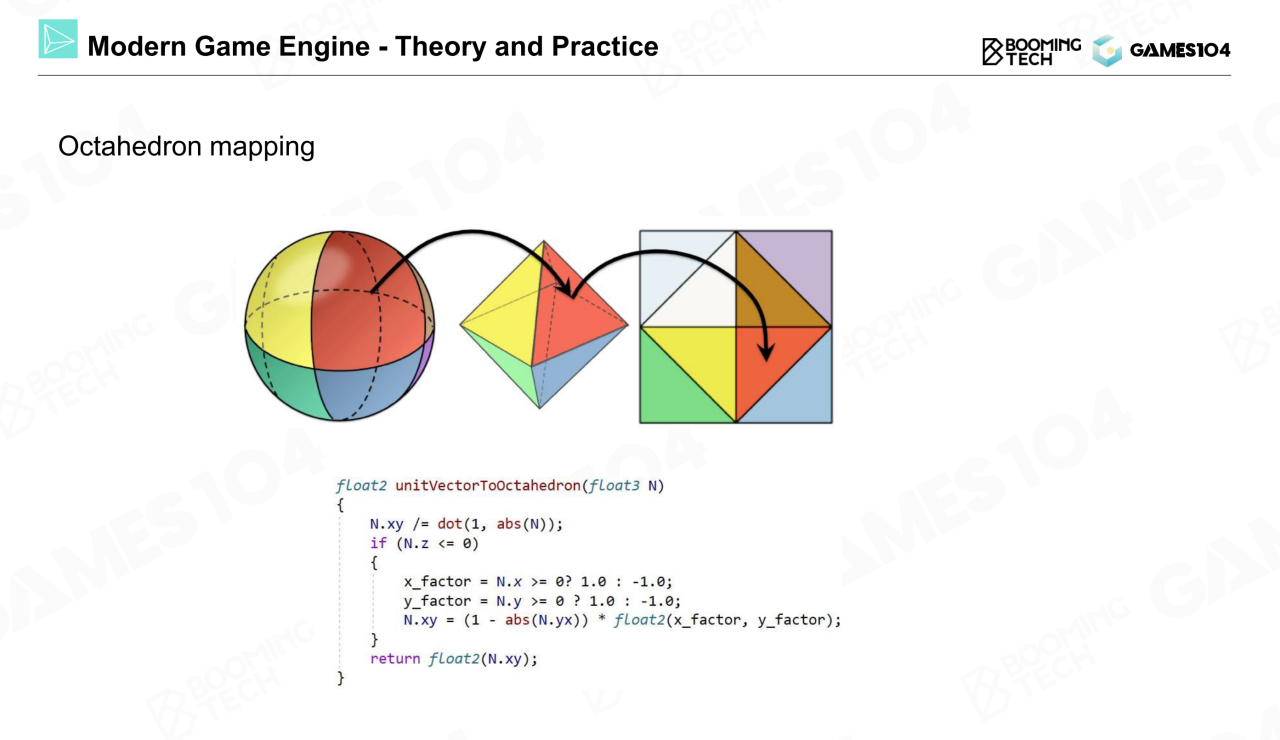 Modern Game Engine - Theory and Practice
BOOMING
TECH
GAMES104
Octahedron mapping
float2 unitVectorToOctahedron(float3 N)
{
N.xy /= dot(1, abs(N));
if (N.z <= 0)
{
x_factor = N.x >= 0? 1.0 : -1.0;
y_factor = N.y >= 0 ? 1.0 : -1.0;
N.xy = (1 - abs(N.yx)) * float2(x_factor, y_factor);
}
return float2(N.xy);
}